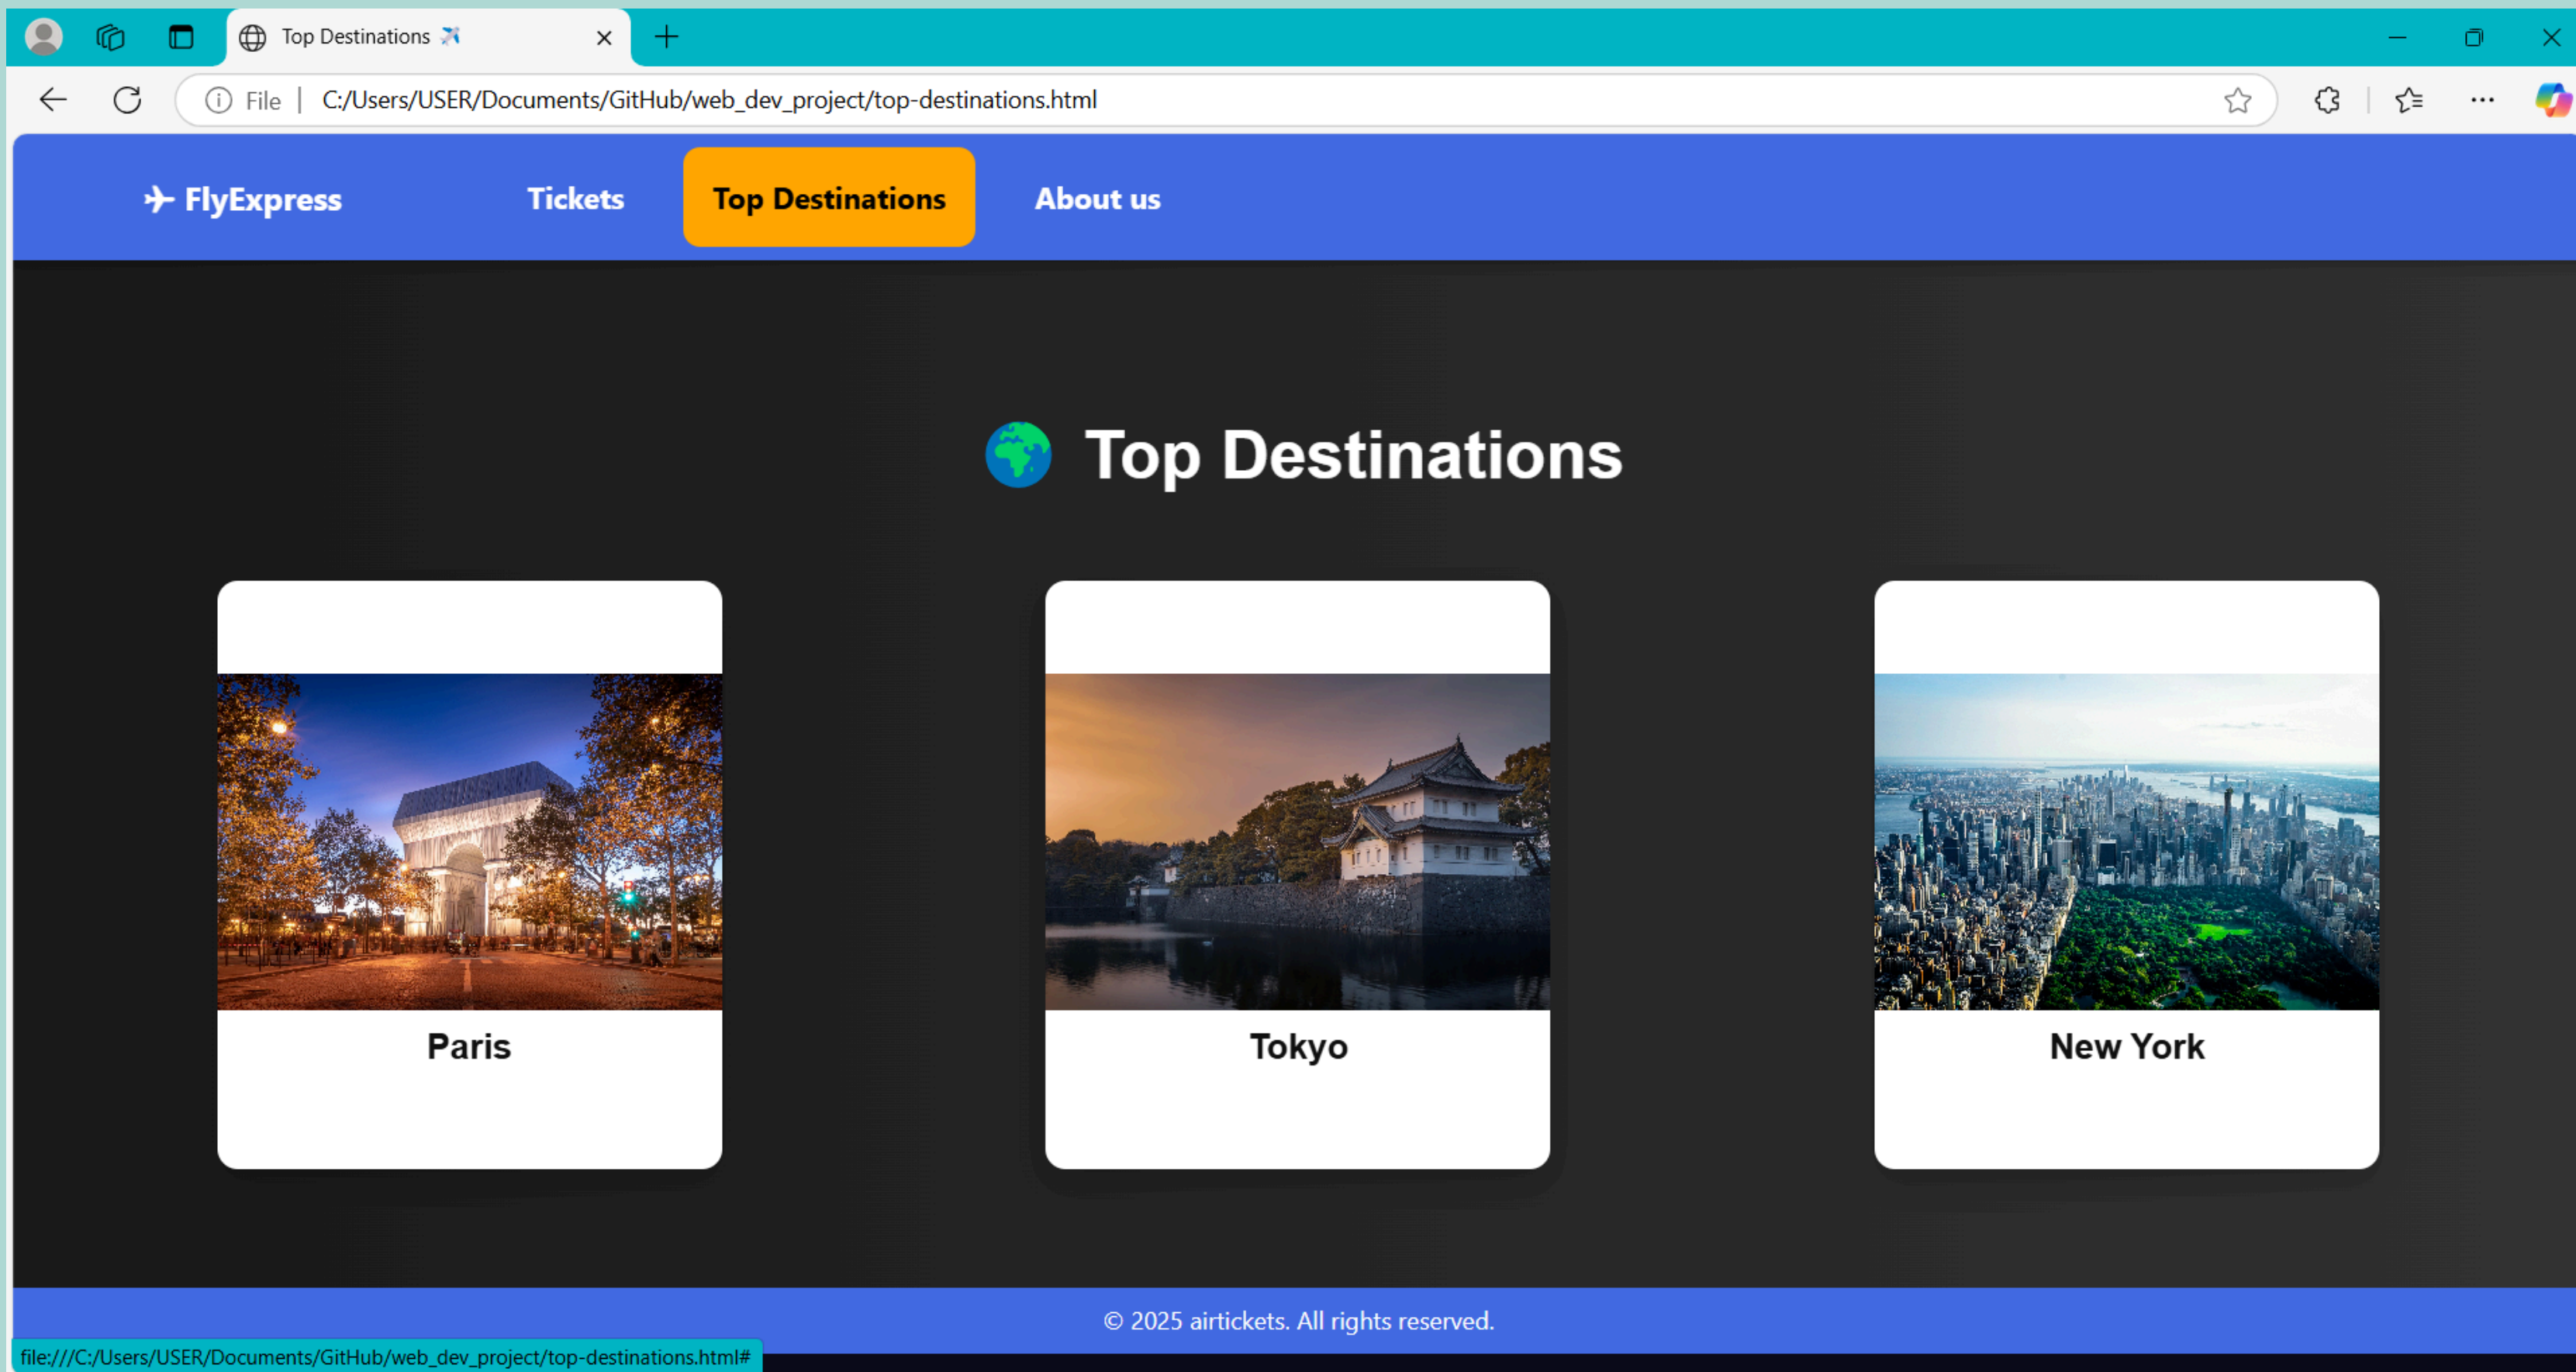 Top Destinations ✈️
File | C:/Users/USER/Documents/GitHub/web_dev_project/top-destinations.html
✈ FlyExpress Tickets Top Destinations About us
🌍 Top Destinations
Paris Tokyo New York
© 2025 airtickets. All rights reserved.
file:///C:/Users/USER/Documents/GitHub/web_dev_project/top-destinations.html#